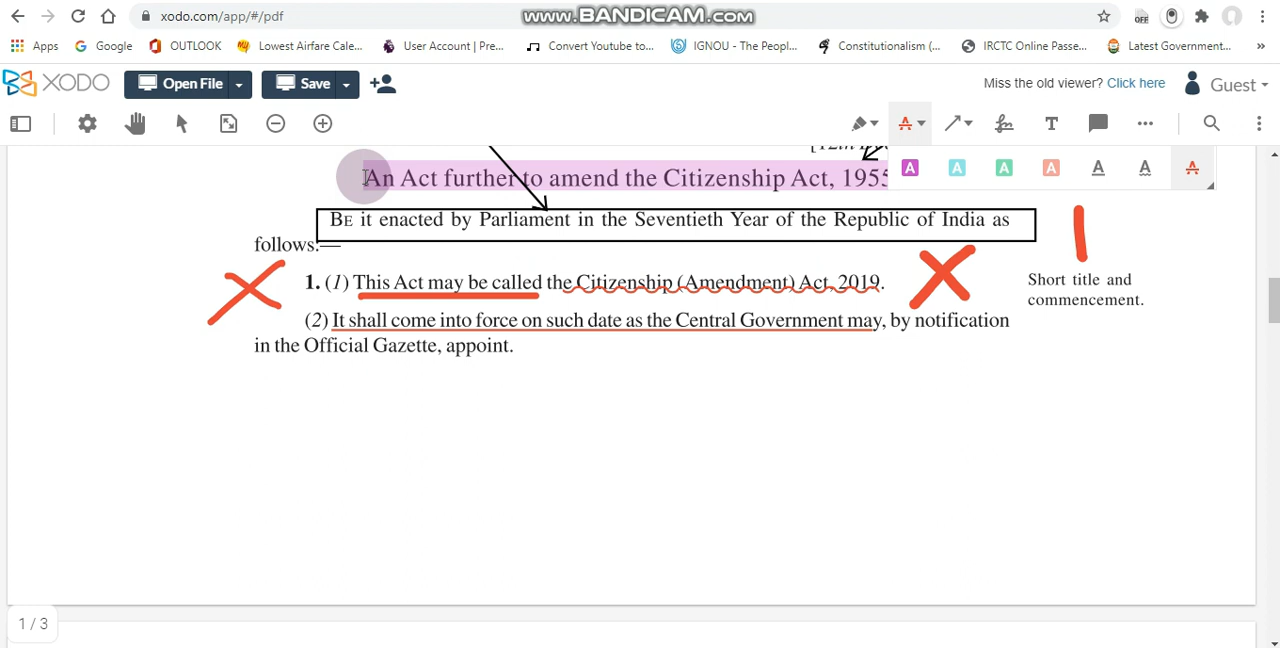 xodo.com/app/#/pdf
www.BANDICAM.com
OFF
Apps
Google
OUTLOOK
Lowest Airfare Cale...
User Account | Pre...
Convert Youtube to...
IGNOU - The Peopl...
Constitutionalism (...
IRCTC Online Passe...
Latest Government...
»
XODO
Open File
Save
Miss the old viewer? Click here
Guest
An Act further to amend the Citizenship Act, 1955
BE it enacted by Parliament in the Seventieth Year of the Republic of India as
follows:—
1. (1) This Act may be called the Citizenship (Amendment) Act, 2019.
Short title and
commencement.
(2) It shall come into force on such date as the Central Government may, by notification
in the Official Gazette, appoint.
1 / 3